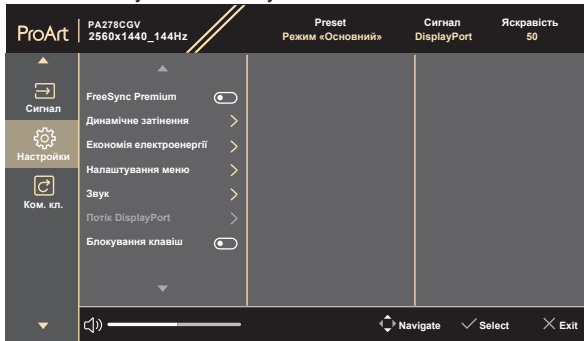 ProArt
PA278CGV
2560x1440_144Hz
Preset
Режим «Основний»
Сигнал
DisplayPort
Яскравість
50
Сигнал
Настройки
Ком. кл.
FreeSync Premium
Динамічне затінення
Економія електроенергії
Налаштування меню
Звук
Потік DisplayPort
Блокування клавіш
Navigate
Select
Exit